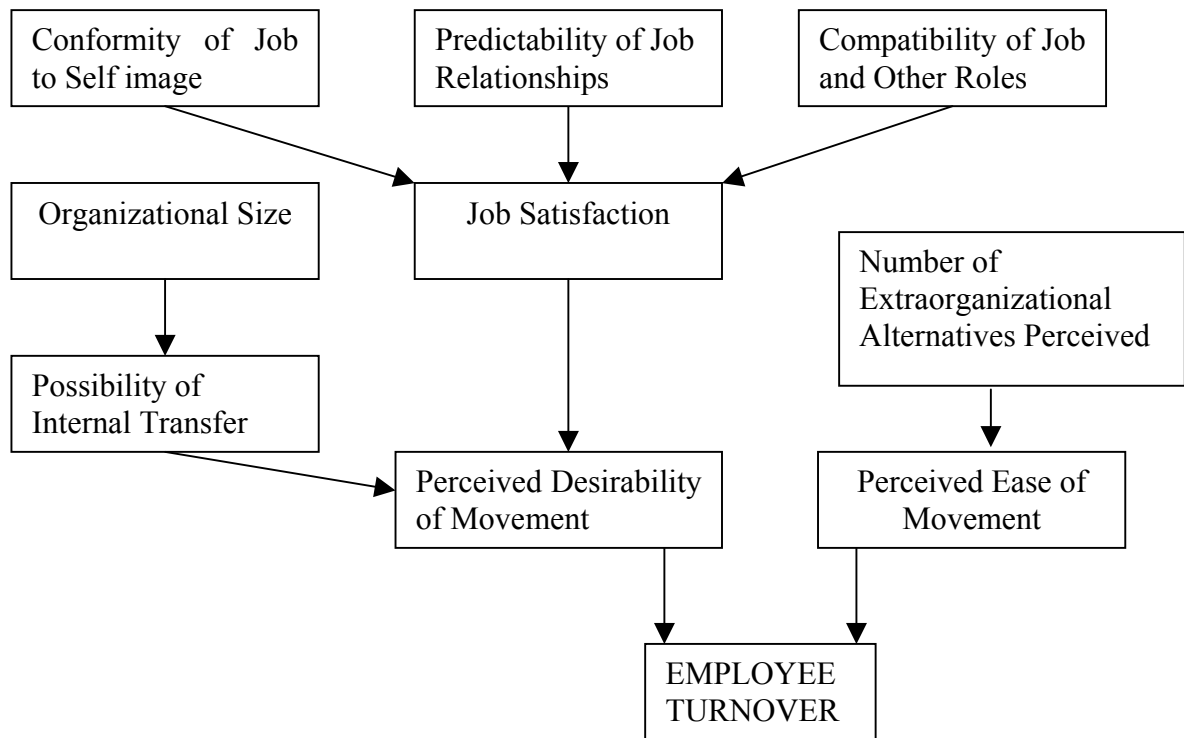 Conformity of Job
to Self image
Predictability of Job
Relationships
Compatibility of Job
and Other Roles
Organizational Size
Job Satisfaction
Number of
Extraorganizational
Alternatives Perceived
Possibility of
Internal Transfer
Perceived Desirability
of Movement
Perceived Ease of
Movement
EMPLOYEE
TURNOVER